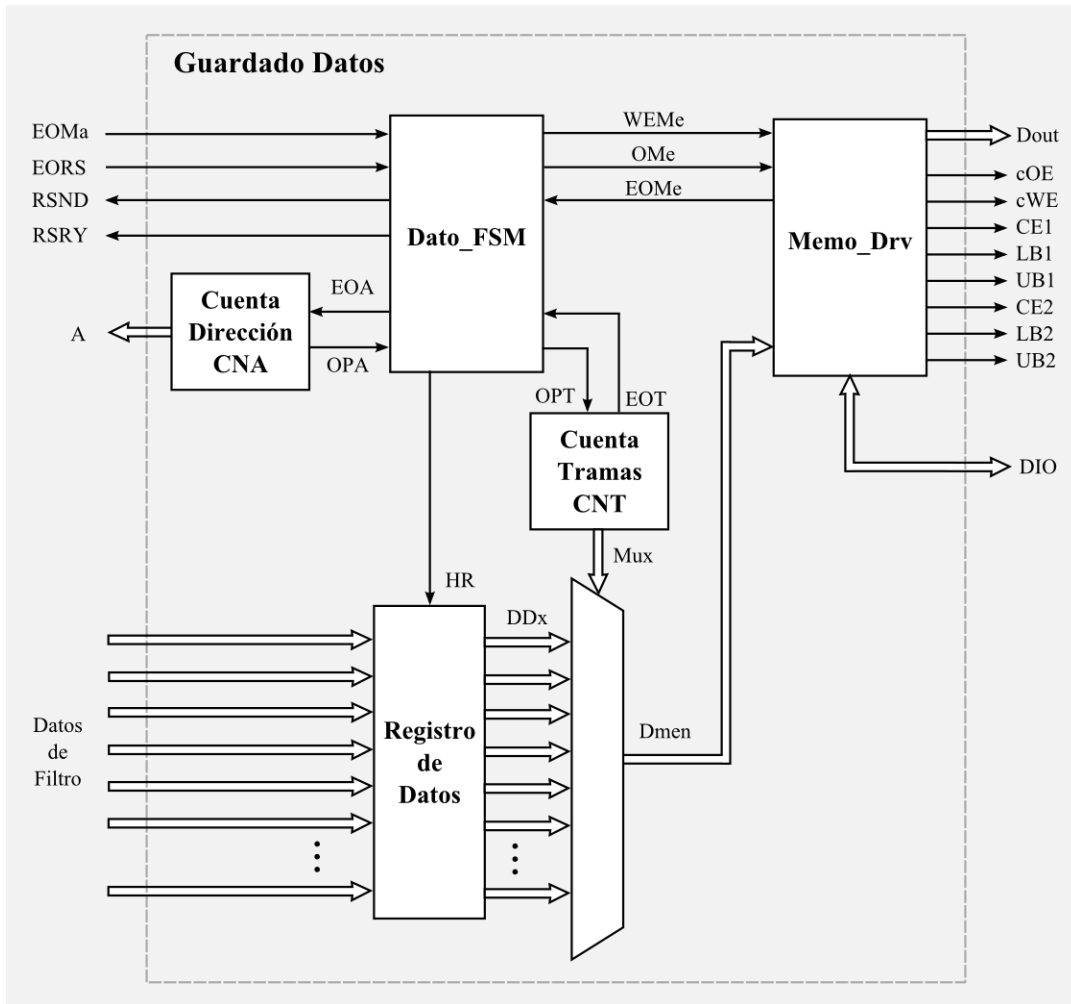 Guardado Datos
EOMa
EORS
RSND
RSRY
A
Cuenta
Dirección
CNA
EOA
OPA
Dato_FSM
WEMe
OMe
EOMe
Memo_Drv
Dout
cOE
cWE
CE1
LB1
UB1
CE2
LB2
UB2
DIO
OPT
EOT
Cuenta
Tramas
CNT
Mux
HR
DDx
Datos
de
Filtro
Registro
de
Datos
Dmen